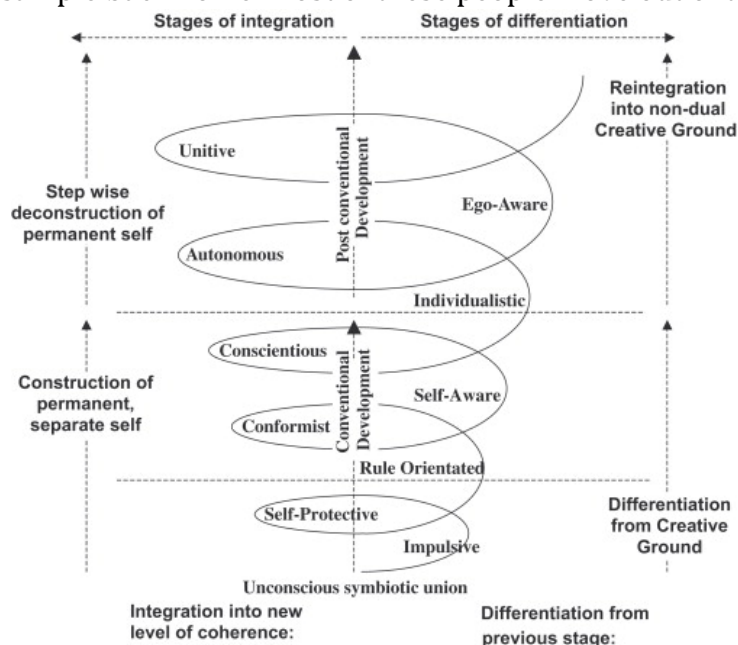 Stages of integration
Stages of differentiation
Reintegration
into non-dual
Creative Ground
Unitive
Post conventional
Development
Step wise
deconstruction of
permanent self
Ego-Aware
Autonomous
Individualistic
Conscientious
Construction of
permanent,
separate self
Conventional
Development
Self-Aware
Conformist
Rule Orientated
Self-Protective
Differentiation
from Creative
Ground
Impulsive
Unconscious symbiotic union
Integration into new
level of coherence:
Differentiation from
previous stage: